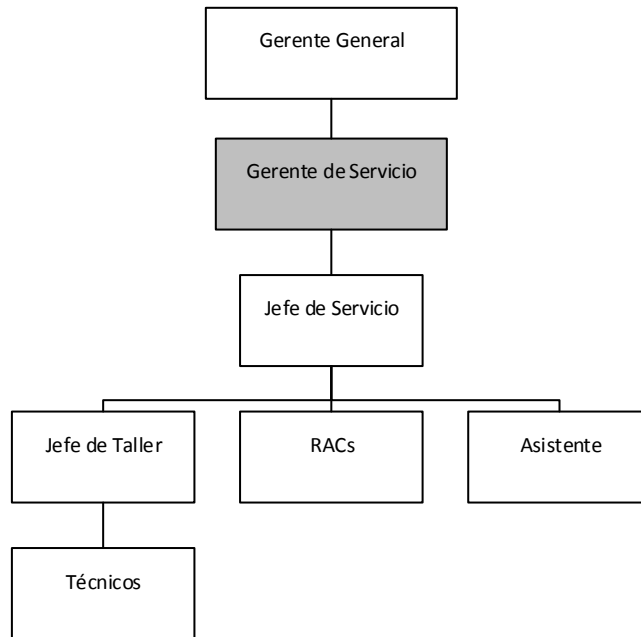 Gerente General
Gerente de Servicio
Jefe de Servicio
Jefe de Taller
RACs
Asistente
Técnicos